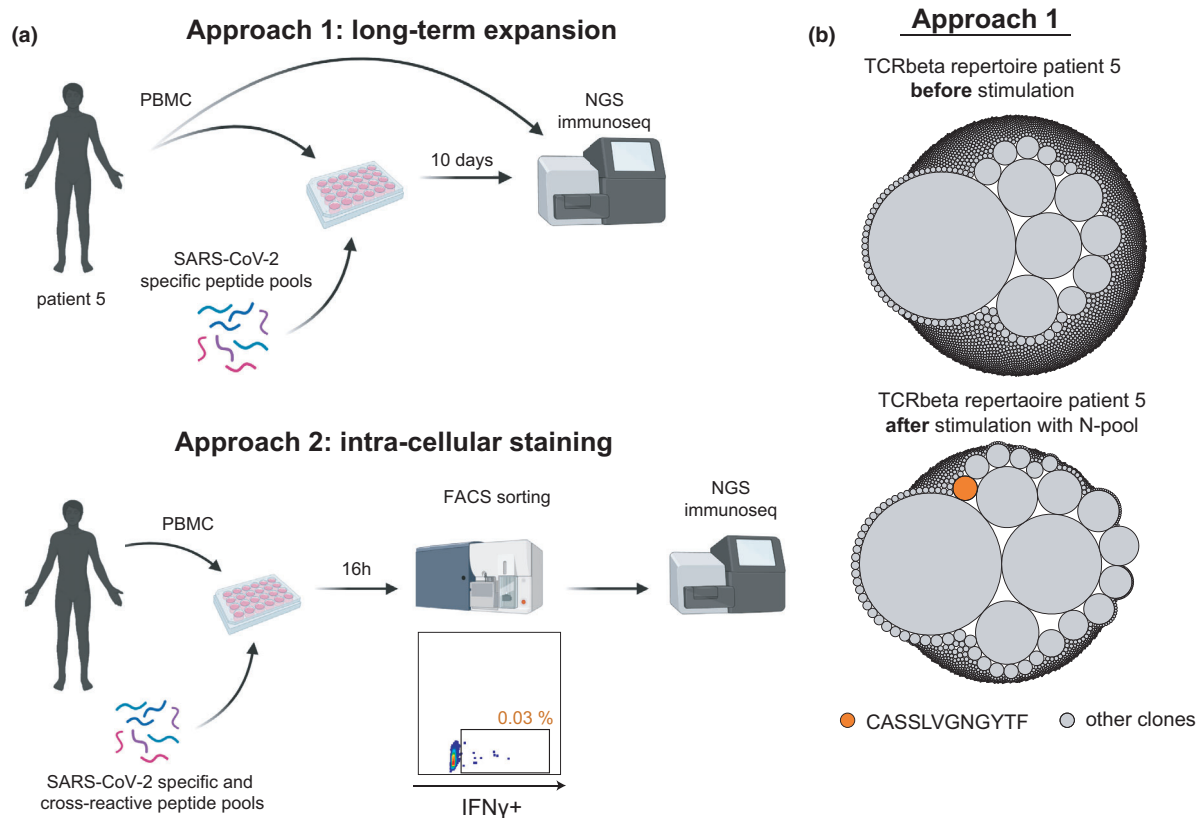 (a)
Approach 1: long-term expansion
PBMC
NGS
immunoseq
10 days
SARS-CoV-2
specific peptide pools
patient 5
Approach 2: intra-cellular staining
PBMC
FACS sorting
NGS
immunoseq
16h
0.03 %
IFNγ+
SARS-CoV-2 specific and
cross-reactive peptide pools
(b)
Approach 1
TCRbeta repertoire patient 5
before stimulation
TCRbeta repertaoire patient 5
after stimulation with N-pool
CASSLVGNGYTF
other clones